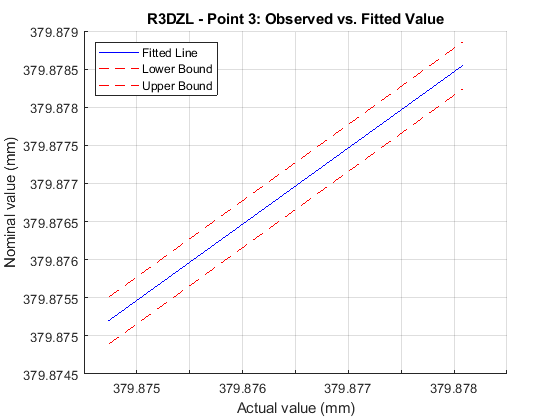 R3DZL - Point 3: Observed vs. Fitted Value
379.879
379.8785
379.878
379.8775
379.877
379.8765
379.876
379.8755
379.875
379.8745
Nominal value (mm)
Fitted Line
Lower Bound
Upper Bound
379.875
379.876
379.877
379.878
Actual value (mm)